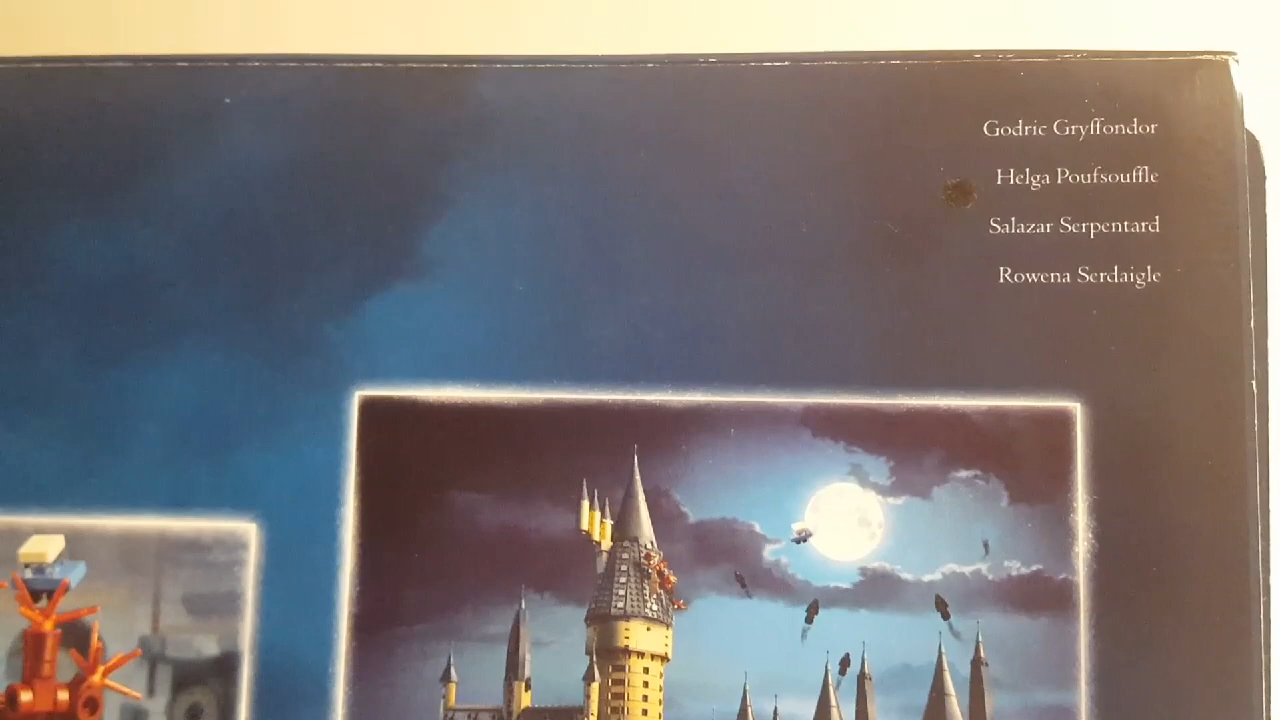 Godric Gryffondor
Helga Poufsouffle
Salazar Serpentard
Rowena Serdaigle